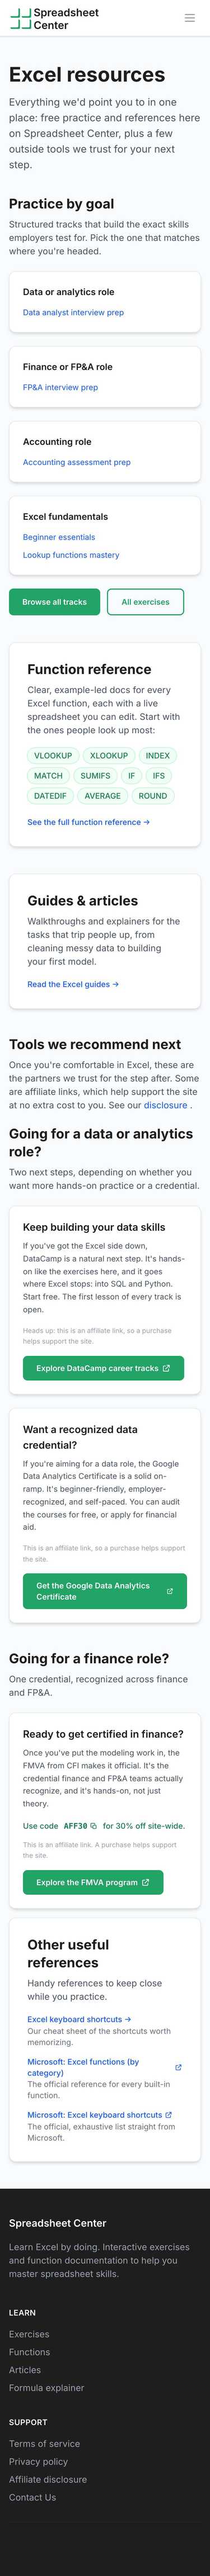 Spreadsheet
Center
Excel resources
Everything we'd point you to in one
place: free practice and references here
on Spreadsheet Center, plus a few
outside tools we trust for your next
step.
Practice by goal
Structured tracks that build the exact skills
employers test for. Pick the one that matches
where you're headed.
Data or analytics role
Data analyst interview prep
Finance or FP&A role
FP&A interview prep
Accounting role
Accounting assessment prep
Excel fundamentals
Beginner essentials
Lookup functions mastery
Browse all tracks
All exercises
Function reference
Clear, example-led docs for every
Excel function, each with a live
spreadsheet you can edit. Start with
the ones people look up most:
VLOOKUP XLOOKUP INDEX
MATCH SUMIFS IF IFS
DATEDIF AVERAGE ROUND
See the full function reference →
Guides & articles
Walkthroughs and explainers for the
tasks that trip people up, from
cleaning messy data to building
your first model.
Read the Excel guides →
Tools we recommend next
Once you're comfortable in Excel, these are
the partners we trust for the step after. Some
are affiliate links, which help support the site
at no extra cost to you. See our disclosure .
Going for a data or analytics
role?
Two next steps, depending on whether you
want more hands-on practice or a credential.
Keep building your data skills
If you've got the Excel side down,
DataCamp is a natural next step. It's hands-
on like the exercises here, and it goes
where Excel stops: into SQL and Python.
Start free. The first lesson of every track is
open.
Heads up: this is an affiliate link, so a purchase
helps support the site.
Explore DataCamp career tracks
Want a recognized data
credential?
If you're aiming for a data role, the Google
Data Analytics Certificate is a solid on-
ramp. It's beginner-friendly, employer-
recognized, and self-paced. You can audit
the courses for free, or apply for financial
aid.
This is an affiliate link, so a purchase helps support
the site.
Get the Google Data Analytics
Certificate
Going for a finance role?
One credential, recognized across finance
and FP&A.
Ready to get certified in finance?
Once you've put the modeling work in, the
FMVA from CFI makes it official. It's the
credential finance and FP&A teams actually
recognize, and it's hands-on, not just
theory.
Use code AFF30 for 30% off site-wide.
This is an affiliate link. A purchase helps support
the site.
Explore the FMVA program
Other useful
references
Handy references to keep close
while you practice.
Excel keyboard shortcuts →
Our cheat sheet of the shortcuts worth
memorizing.
Microsoft: Excel functions (by
category)
The official reference for every built-in
function.
Microsoft: Excel keyboard shortcuts
The official, exhaustive list straight from
Microsoft.
Spreadsheet Center
Learn Excel by doing. Interactive exercises
and function documentation to help you
master spreadsheet skills.
LEARN
Exercises
Functions
Articles
Formula explainer
SUPPORT
Terms of service
Privacy policy
Affiliate disclosure
Contact Us